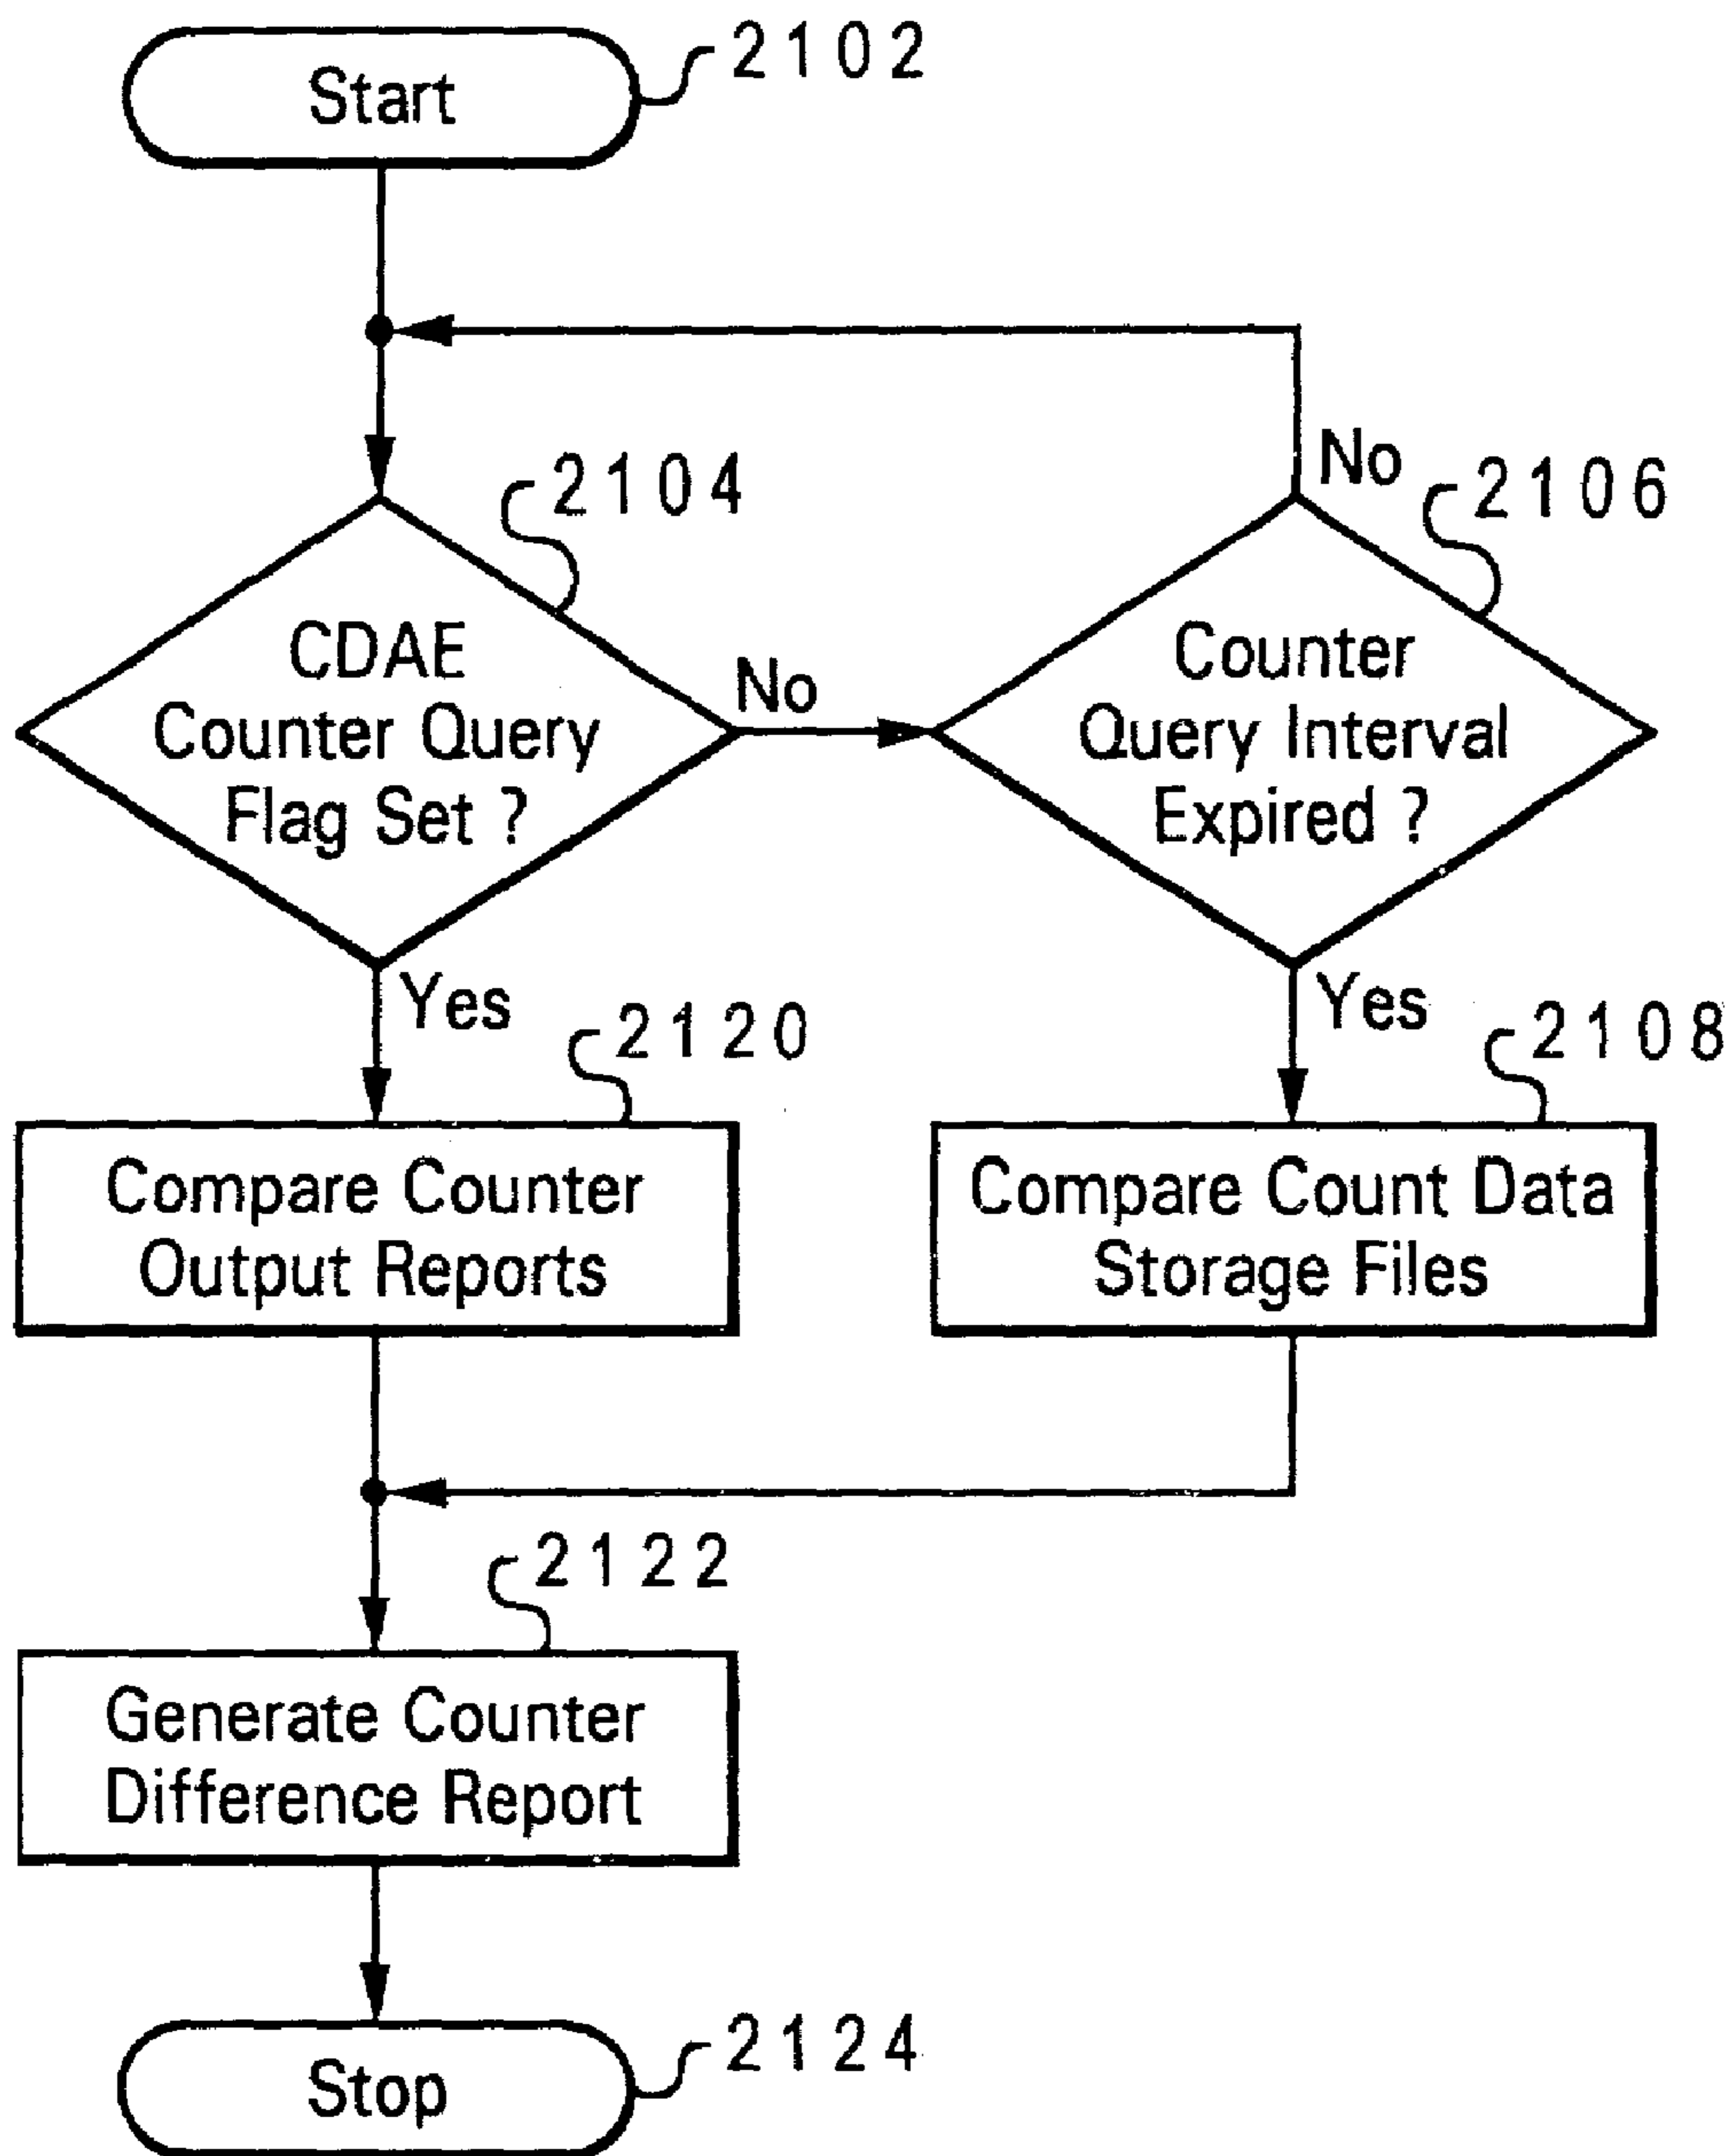 Start
2102
2104
No
2106
CDAE
Counter Query
Flag Set ?
No
Counter
Query Interval
Expired ?
Yes
2120
Yes
2108
Compare Counter
Output Reports
Compare Count Data
Storage Files
2122
Generate Counter
Difference Report
Stop
2124